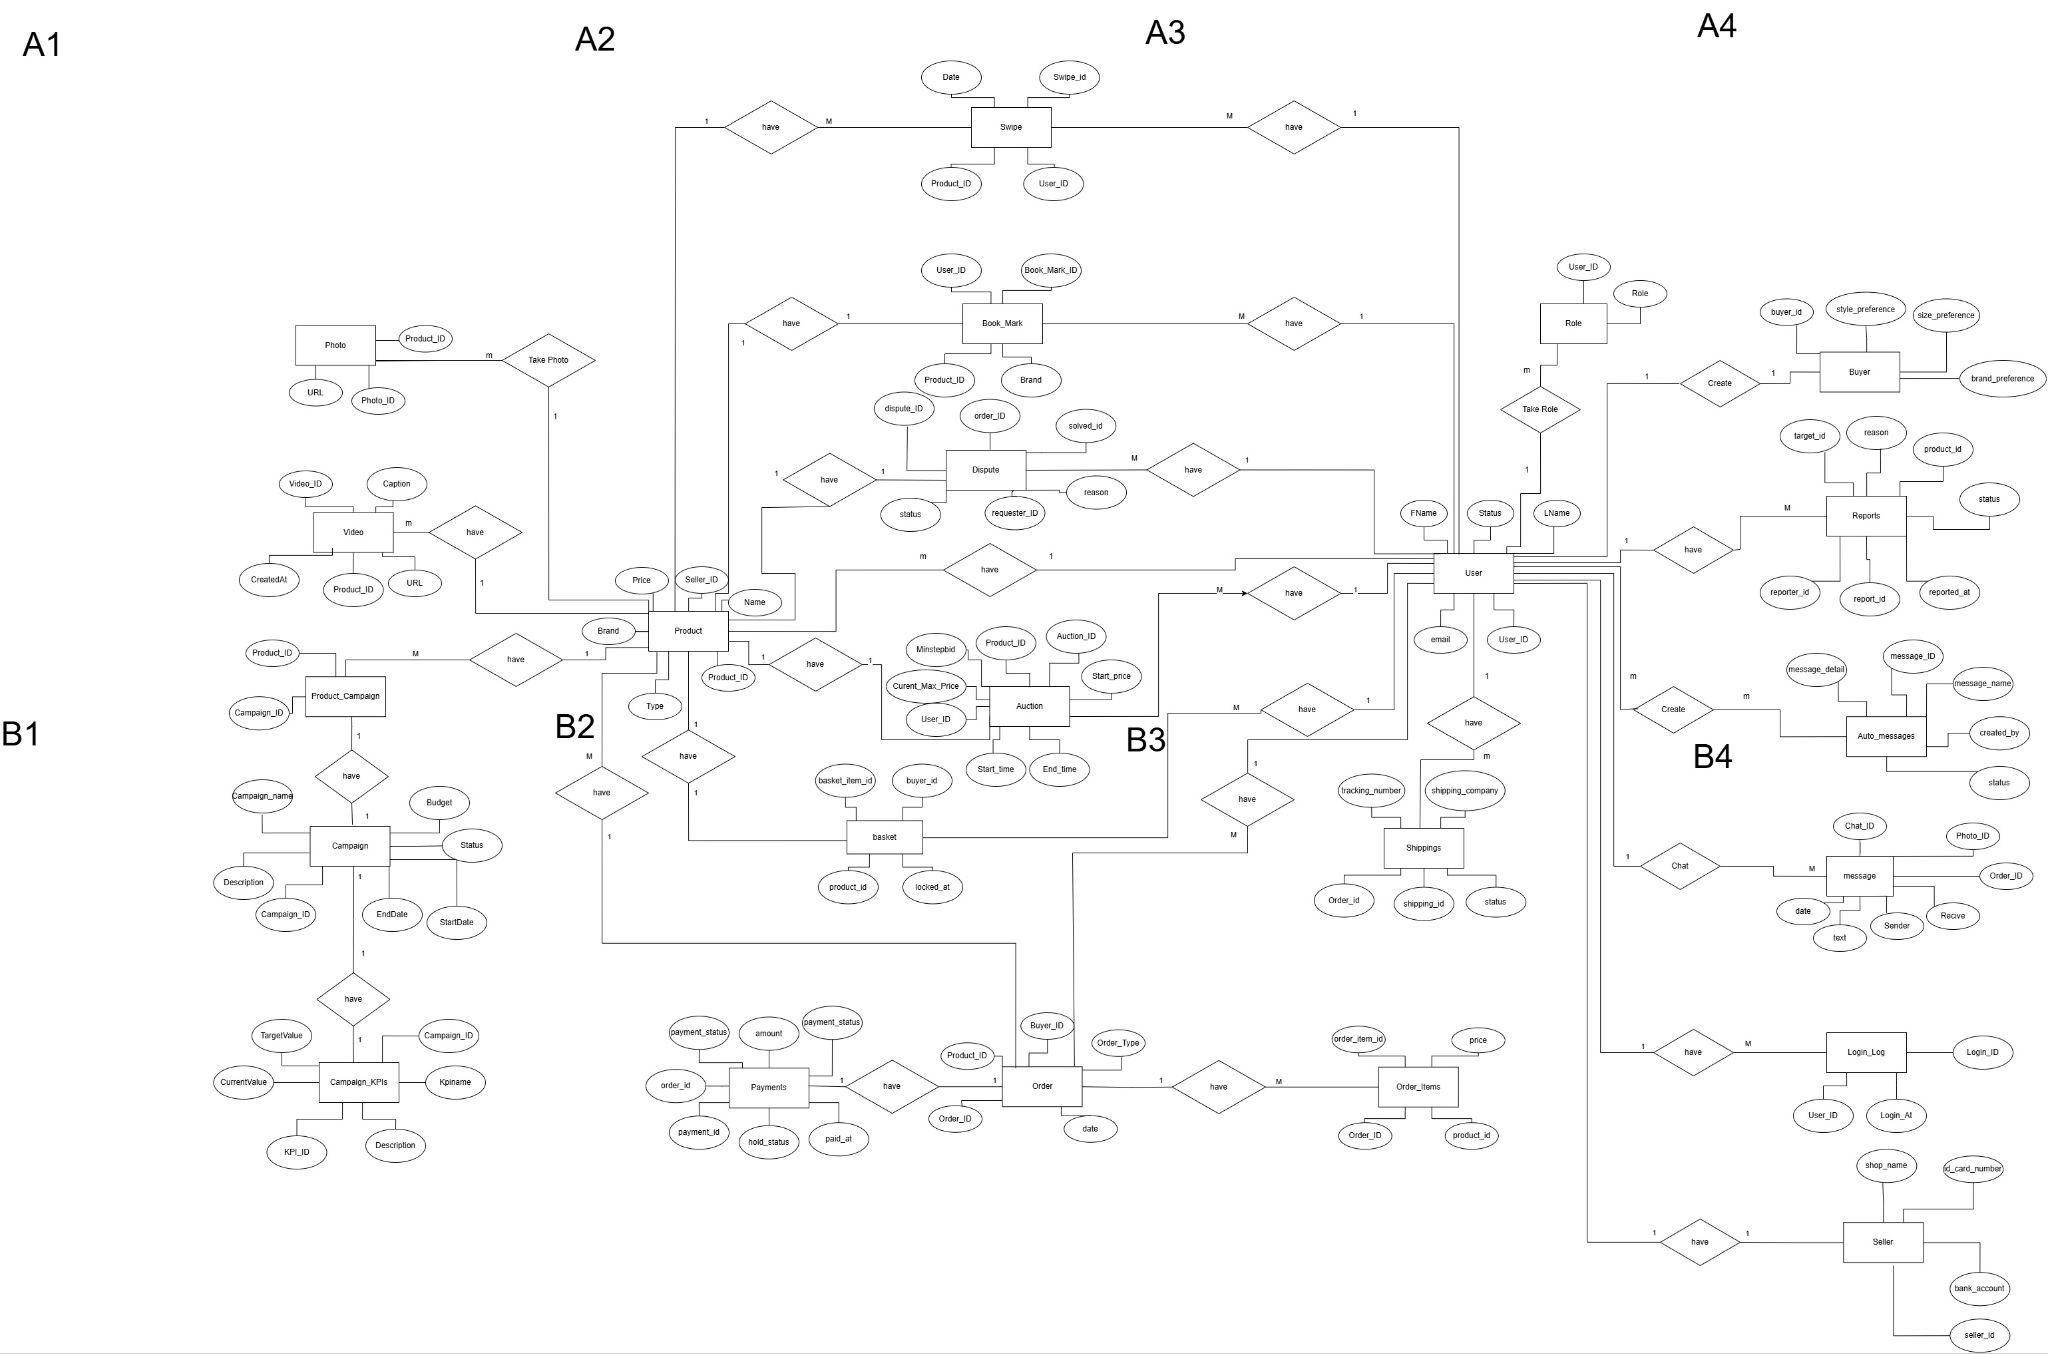 A1
A2
A3
A4
Date
Swipe_id
1
have
M
Swipe
M
have
1
Product_ID
User_ID
User_ID
Book_Mark_ID
have
1
1
Book_Mark
M
have
1
Product_ID
Brand
User_ID
Role
Role
m
Take Role
1
buyer_id
style_preference
size_preference
1
Create
1
Buyer
brand_preference
Photo
Product_ID
m
Take Photo
1
URL
Photo_ID
dispute_ID
order_ID
solved_id
1
have
1
Dispute
M
have
1
status
requester_ID
reason
target_id
reason
product_id
status
M
Reports
1
have
reporter_id
report_id
reported_at
Video_ID
Caption
Video
m
have
1
CreatedAt
Product_ID
URL
FName
Status
LName
User
email
User_ID
m
have
1
M
have
1
Price
Seller_ID
Name
Brand
Product
Product_ID
Type
1
have
1
Minstepbid
Product_ID
Auction_ID
Curent_Max_Price
Start_price
User_ID
Auction
Start_time
End_time
Product_ID
M
have
1
Product_Campaign
Campaign_ID
B1
B2
B3
B4
1
have
1
message_detail
message_ID
message_name
m
Create
m
Auto_messages
created_by
status
M
have
1
1
have
1
M
have
1
1
have
m
1
have
M
basket_item_id
buyer_id
basket
product_id
locked_at
tracking_number
shipping_company
Shippings
Order_id
shipping_id
status
Campaign_name
Budget
Status
Campaign
Description
Campaign_ID
EndDate
StartDate
1
1
have
1
Chat_ID
Photo_ID
1
Chat
M
message
Order_ID
date
text
Sender
Recive
TargetValue
Campaign_ID
CurrentValue
Campaign_KPIs
Kpiname
KPI_ID
Description
payment_status
amount
payment_status
order_id
Payments
1
have
1
payment_id
hold_status
paid_at
Buyer_ID
Product_ID
Order_Type
Order
Order_ID
date
1
have
M
order_item_id
price
Order_Items
Order_ID
product_id
1
have
M
Login_Log
Login_ID
User_ID
Login_At
shop_name
id_card_number
1
have
1
Seller
bank_account
seller_id